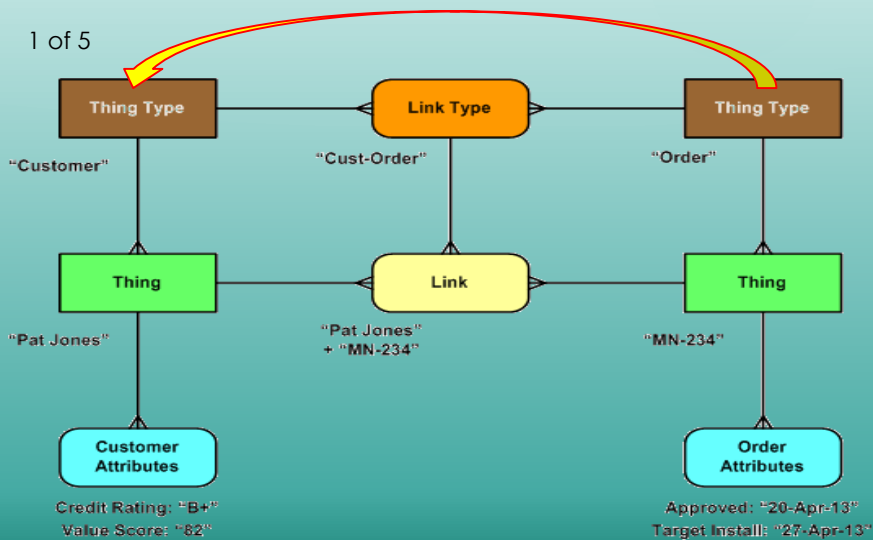 1 of 5
Thing Type
Link Type
Thing Type
“Customer”
“Cust-Order”
“Order”
Thing
Link
Thing
“Pat Jones”
“Pat Jones”
+ “MN-234”
“MN-234”
Customer
Attributes
Order
Attributes
Credit Rating: “B+”
Value Score: “82”
Approved: “20-Apr-13”
Target Install: “27-Apr-13”